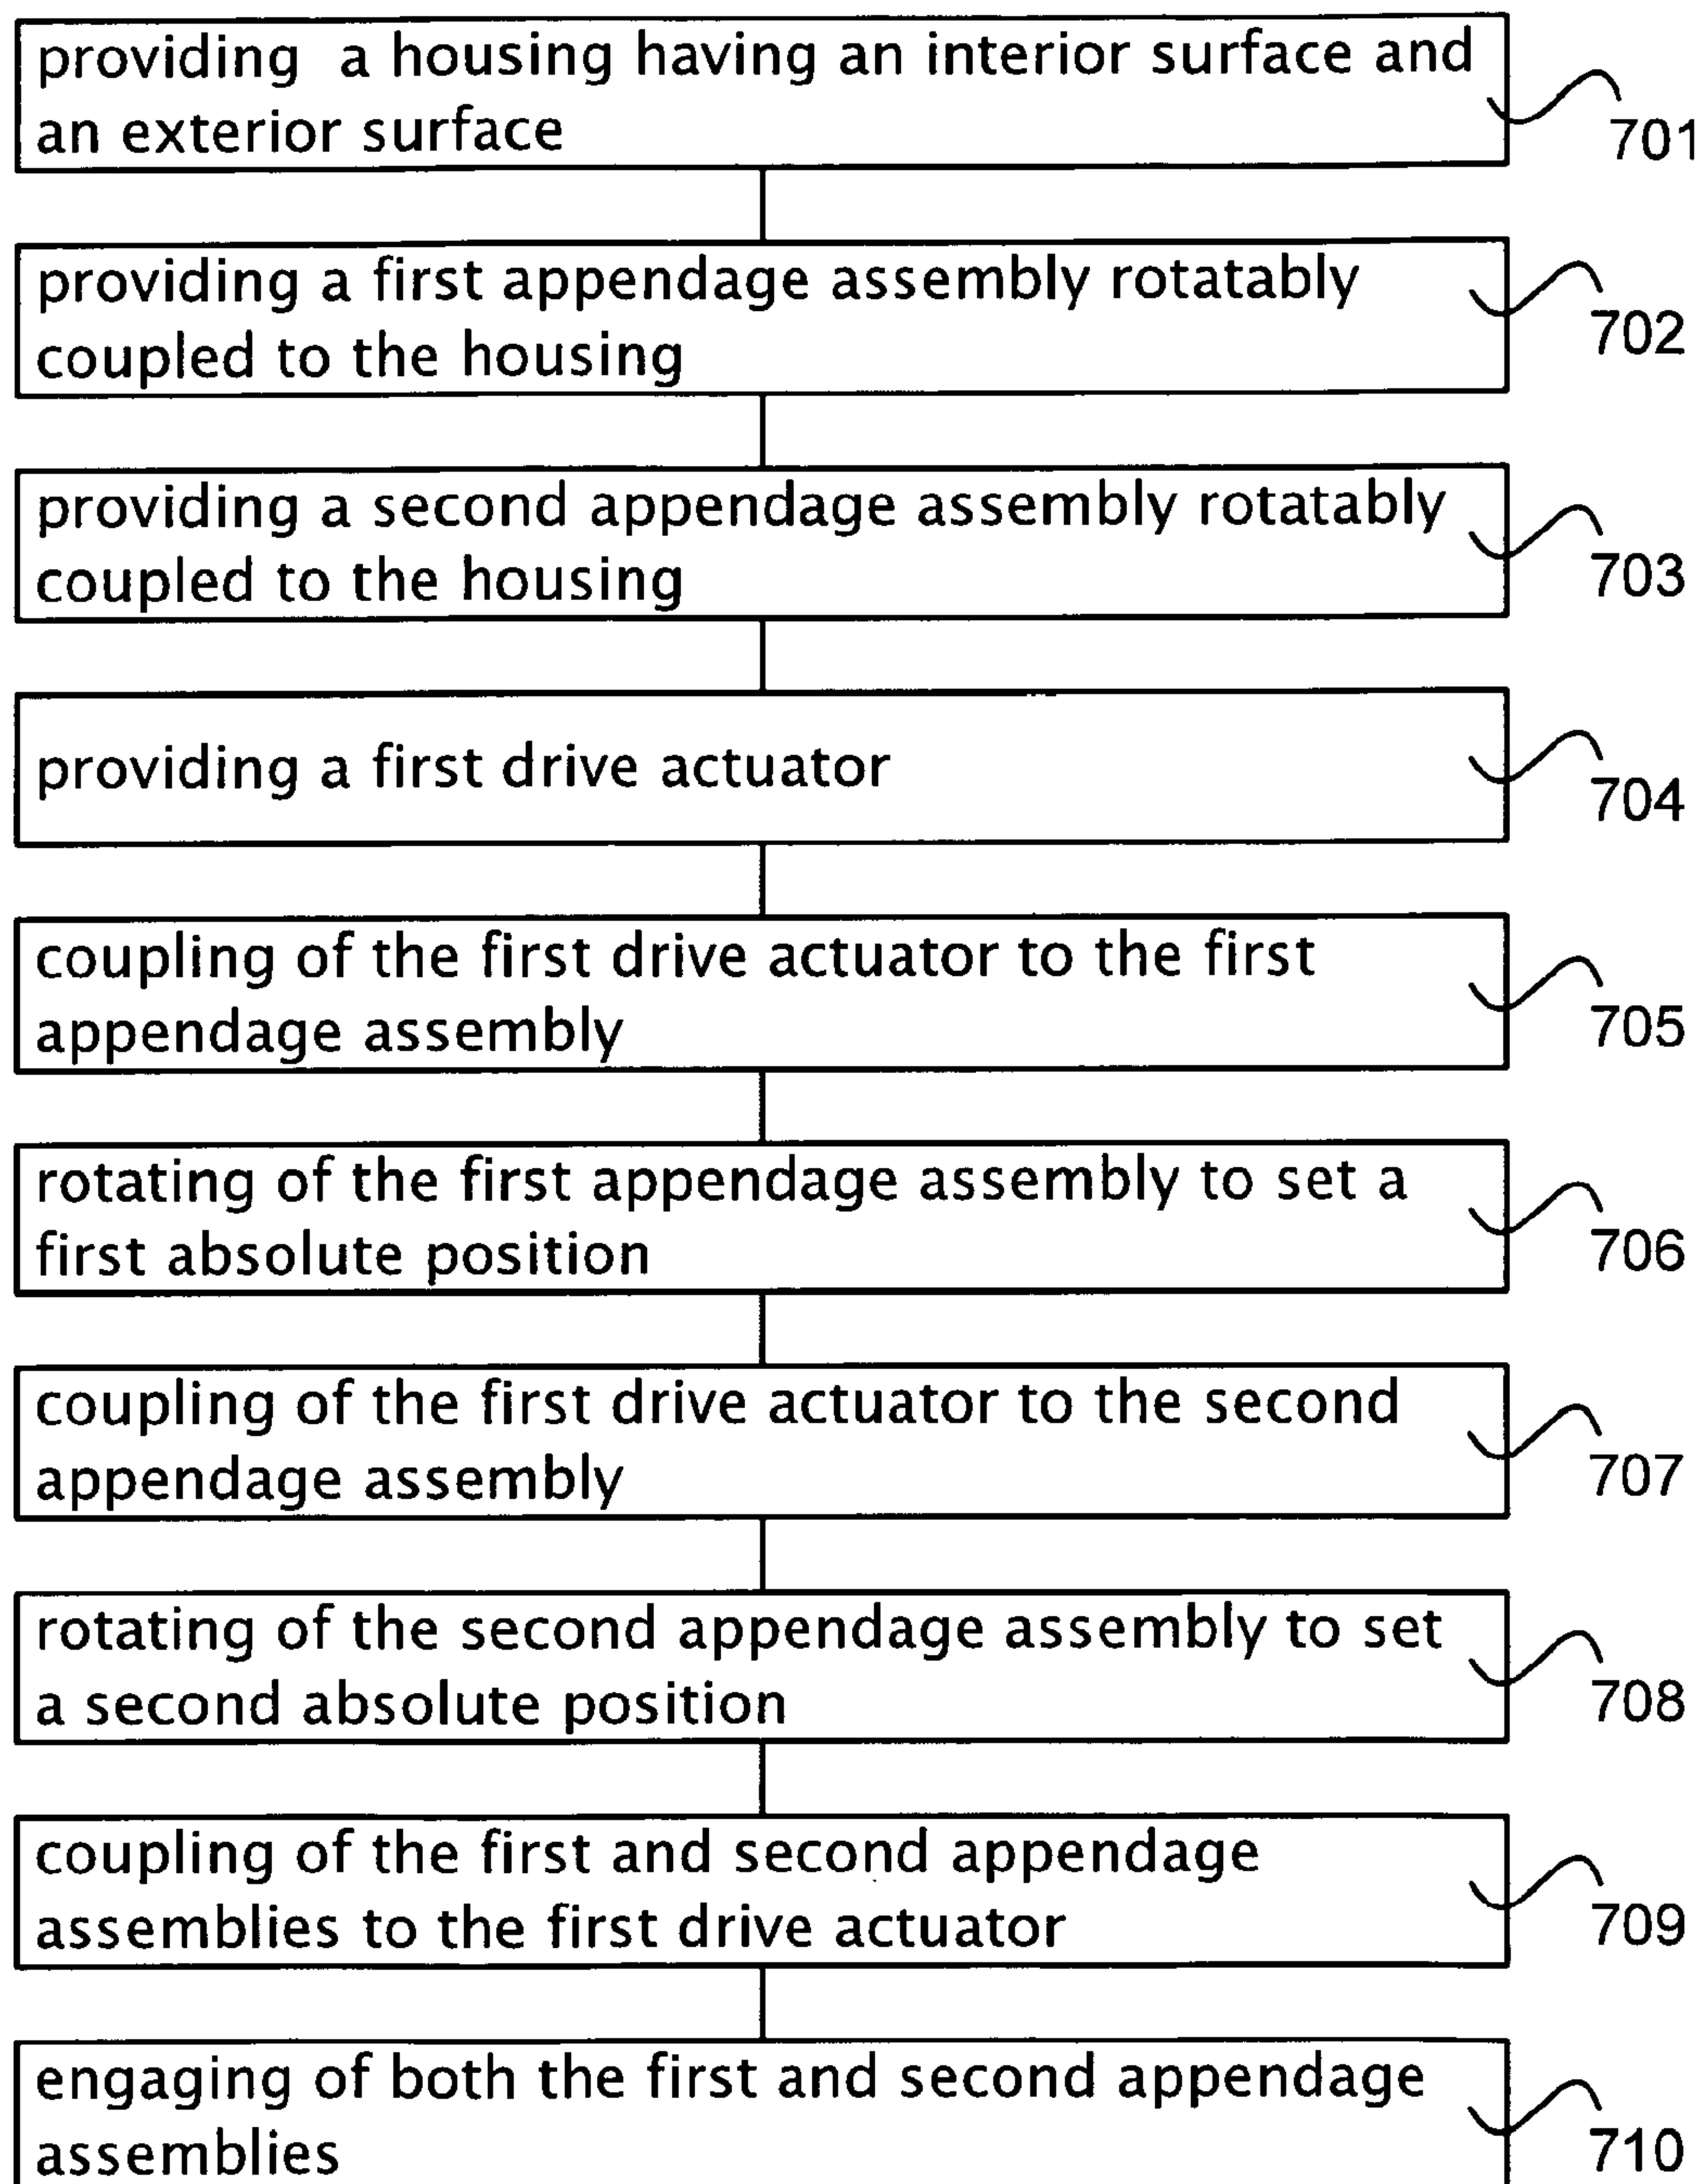 providing a housing having an interior surface and
an exterior surface
701
providing a first appendage assembly rotatably
coupled to the housing
702
providing a second appendage assembly rotatably
coupled to the housing
703
providing a first drive actuator
704
coupling of the first drive actuator to the first
appendage assembly
705
rotating of the first appendage assembly to set a
first absolute position
706
coupling of the first drive actuator to the second
appendage assembly
707
rotating of the second appendage assembly to set
a second absolute position
708
coupling of the first and second appendage
assemblies to the first drive actuator
709
engaging of both the first and second appendage
assemblies
710